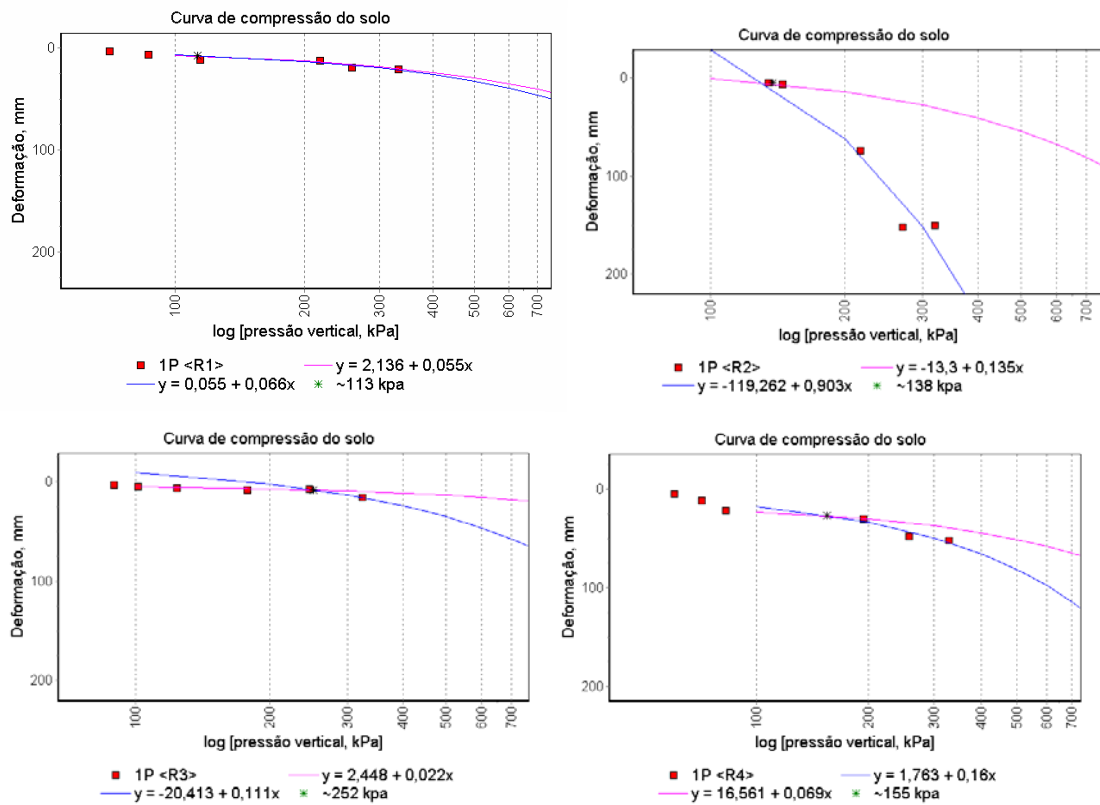 Curva de compressão do solo
Deformação, mm
0
100
200
100
200
300
400
500
600
700
log [pressão vertical, kPa]
1P <R1>
y = 2,136 + 0,055x
y = 0,055 + 0,066x
~113 kpa
Curva de compressão do solo
Deformação, mm
0
100
200
100
200
300
400
500
600
700
log [pressão vertical, kPa]
1P <R2>
y = -13,3 + 0,135x
y = -119,262 + 0,903x
~138 kpa
Curva de compressão do solo
Deformação, mm
0
100
200
100
200
300
400
500
600
700
log [pressão vertical, kPa]
1P <R3>
y = 2,448 + 0,022x
y = -20,413 + 0,111x
~252 kpa
Curva de compressão do solo
Deformação, mm
0
100
200
100
200
300
400
500
600
700
log [pressão vertical, kPa]
1P <R4>
y = 1,763 + 0,16x
y = 16,561 + 0,069x
~155 kpa